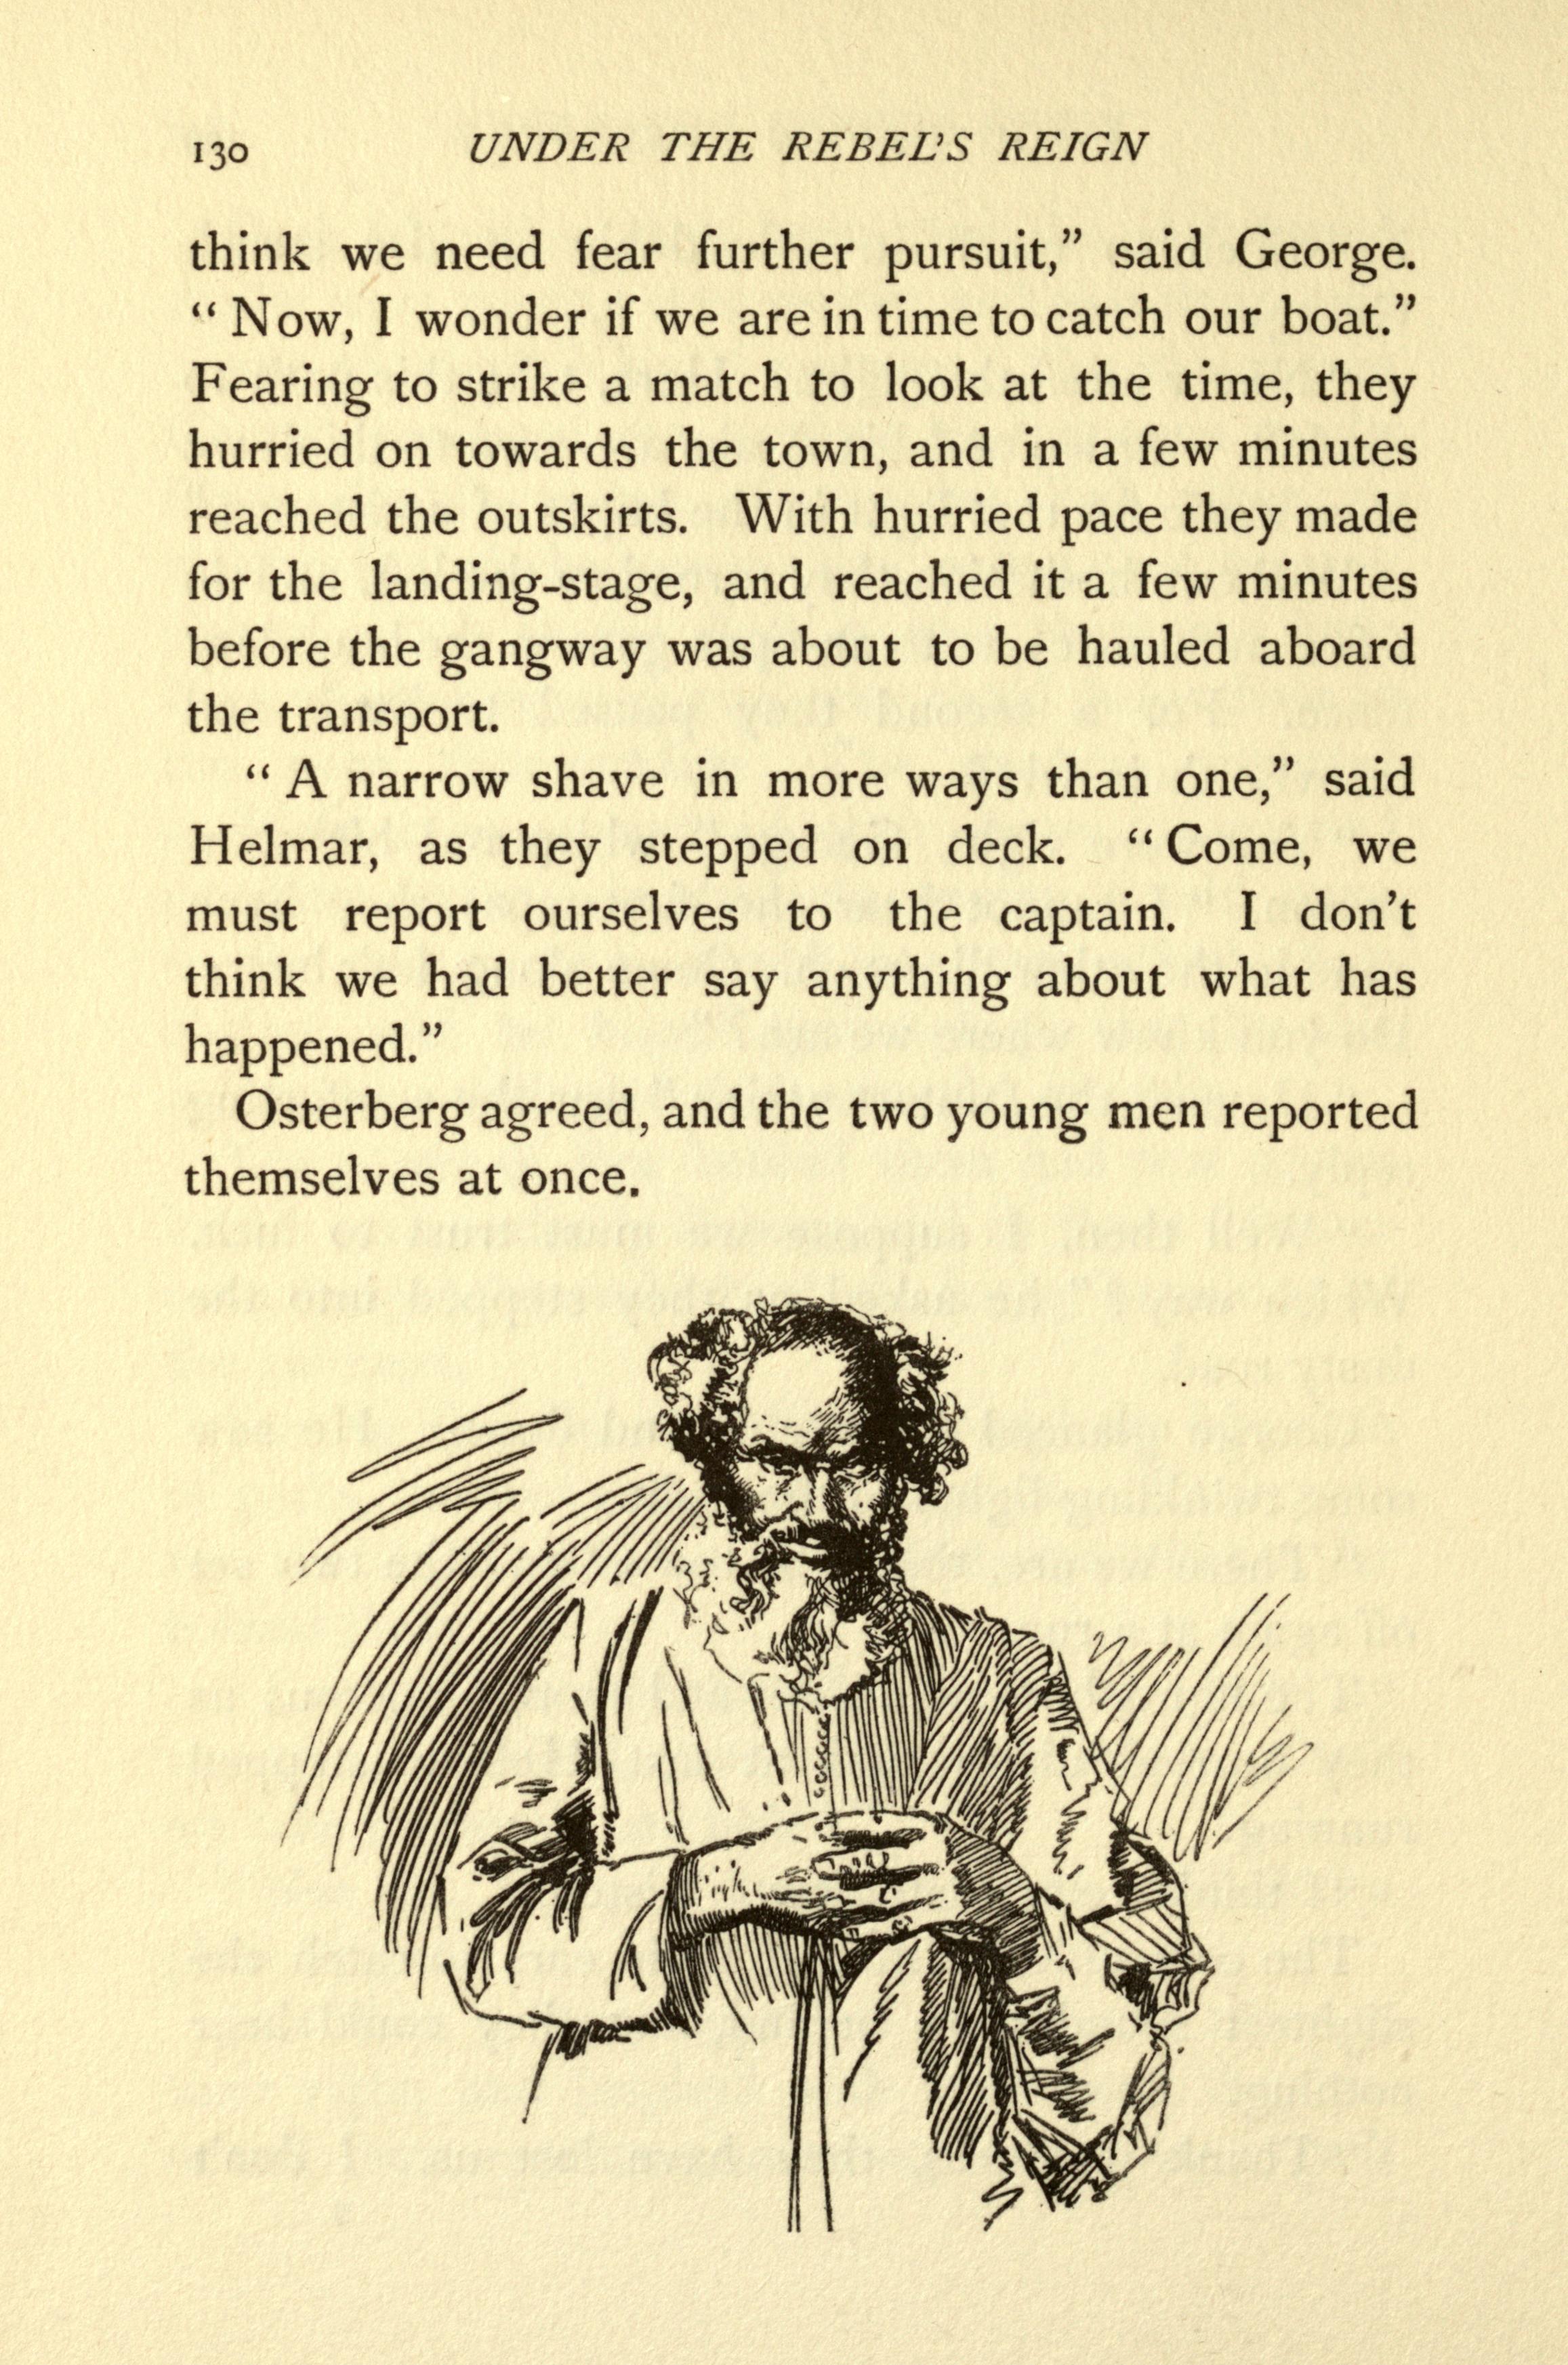 130 UNDER THE REBEL'S REIGN
think we need fear further pursuit,” said George.
“Now, I wonder if we are in time to catch our boat.”
Fearing to strike a match to look at the time, they
hurried on towards the town, and in a few minutes
reached the outskirts. With hurried pace they made
for the landing-stage, and reached it a few minutes
before the gangway was about to be hauled aboard
the transport.
“A narrow shave in more ways than one,” said
Helmar, as they stepped on deck. “Come, we
must report ourselves to the captain. I don’t
think we had better say anything about what has
happened.”
Osterberg agreed, and the two young men reported
themselves at once.